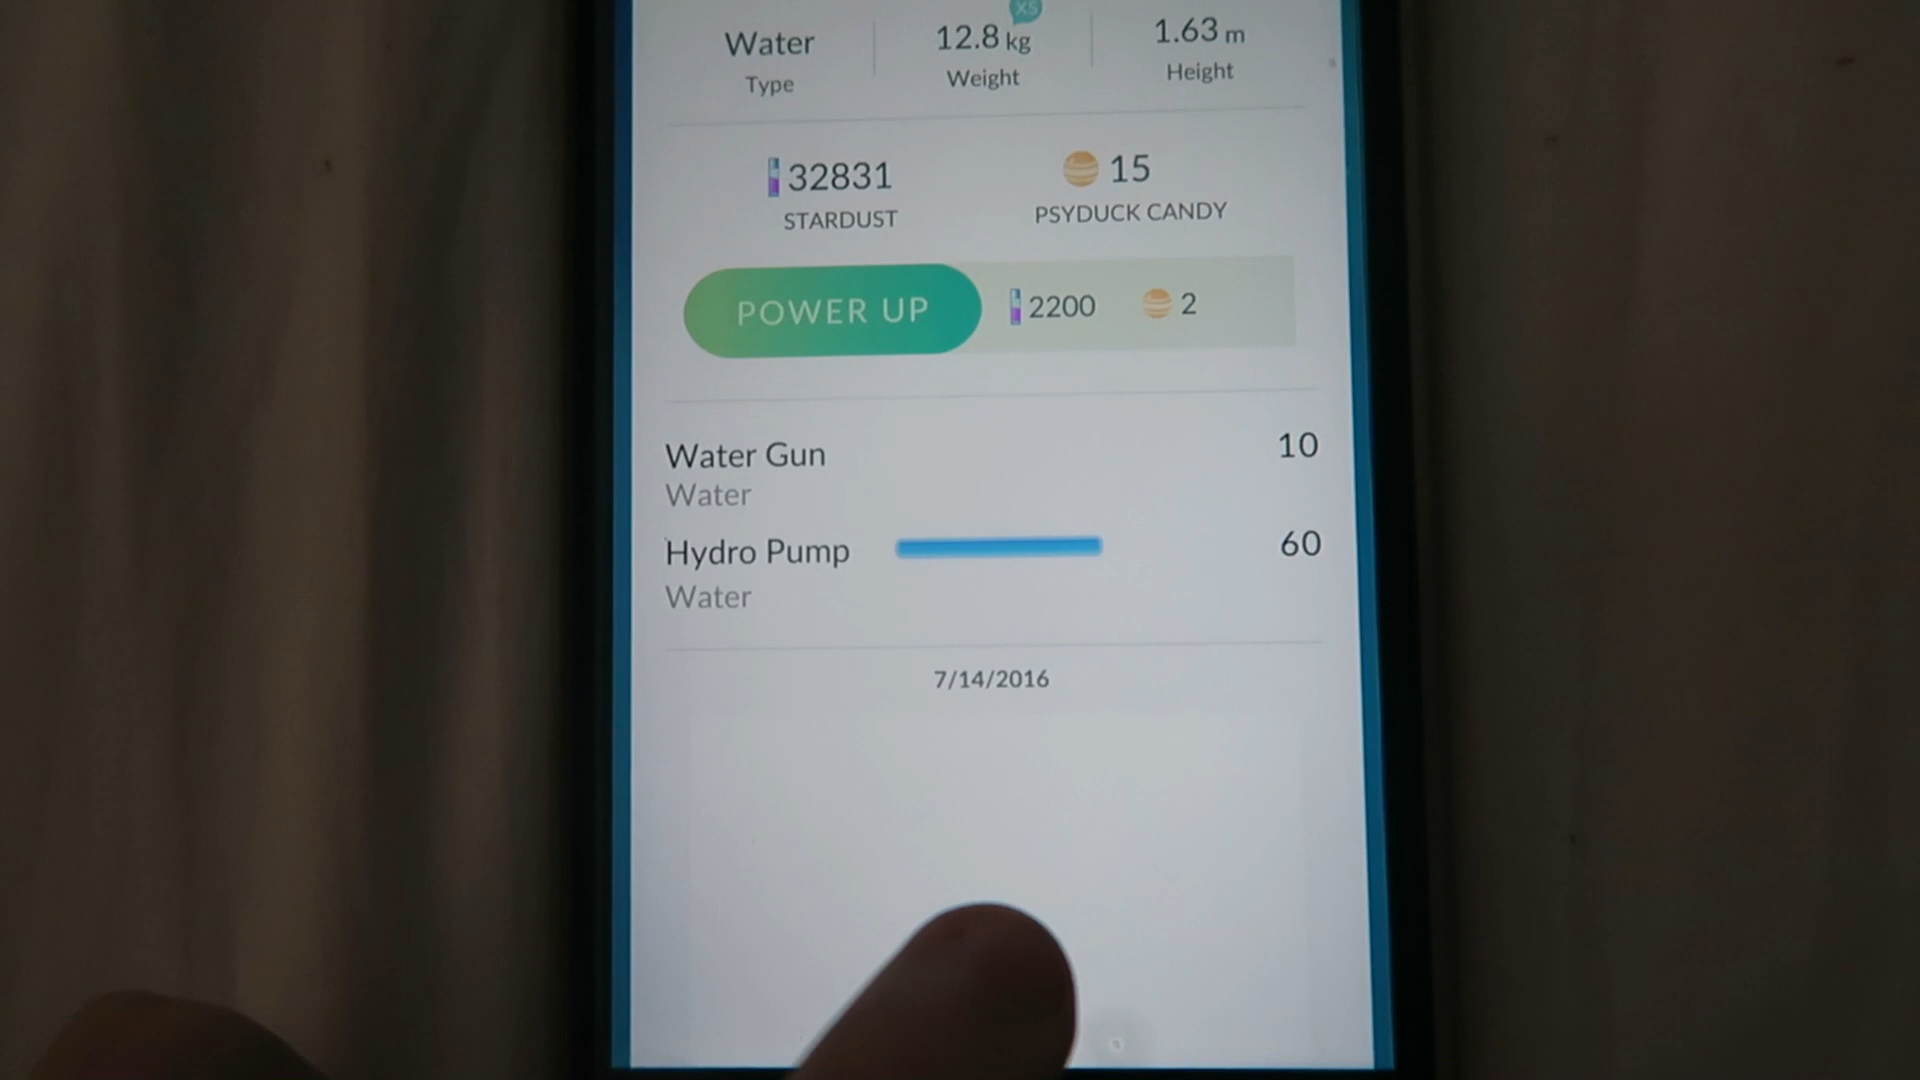 XS
Water
12.8 kg
1.63 m
Type
Weight
Height
32831
15
STARDUST
PSYDUCK CANDY
POWER UP
2200
2
Water Gun
10
Water
Hydro Pump
60
Water
7/14/2016